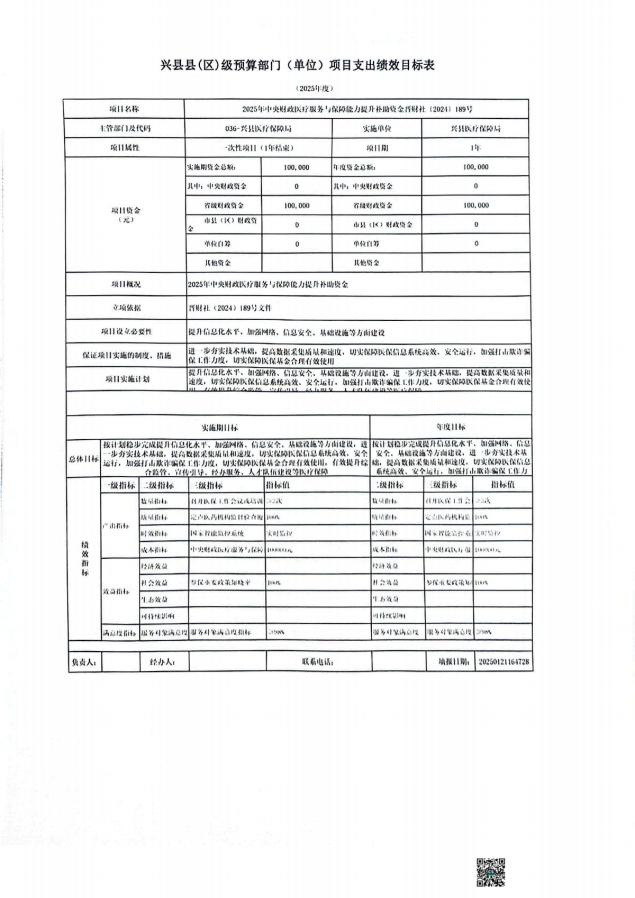 兴县县(区)级预算部门（单位）项目支出绩效目标表
（2025年度）
项目名称 2025年中央财政医疗服务与保障能力提升补助资金晋财社〔2024〕189号
主管部门及代码 036-兴县医疗保障局 实施单位 兴县医疗保障局
项目属性 一次性项目（1年结束） 项目期 1年
项目资金
（元）
实施期资金总额： 100,000 年度资金总额： 100,000
其中：中央财政资金 0 其中：中央财政资金 0
省级财政资金 100,000 省级财政资金 100,000
市县（区）财政资
金 0 市县（区）财政资金 0
单位自筹 0 单位自筹 0
其他资金 其他资金
项目概况 2025年中央财政医疗服务与保障能力提升补助资金
立项依据 晋财社（2024）189号文件
项目设立必要性 提升信息化水平、加强网络、信息安全、基础设施等方面建设
保证项目实施的制度、措施 进一步夯实技术基础，提高数据采集质量和速度，切实保障医保信息系统高效、安全运行，加强打击欺诈骗
保工作力度，切实保障医保基金合理有效使用
项目实施计划 提升信息化水平、加强网络、信息安全、基础设施等方面建设，进一步夯实技术基础，提高数据采集质量和
速度，切实保障医保信息系统高效、安全运行，加强打击欺诈骗保工作力度，切实保障医保基金合理有效使
实施期目标 年度目标
总体目标
按计划稳步完成提升信息化水平、加强网络、信息安全、基础设施等方面建设，进
一步夯实技术基础，提高数据采集质量和速度，切实保障医保信息系统高效、安全
运行，加强打击欺诈骗保工作力度，切实保障医保基金合理有效使用，有效提升综
合监管、宣传引导、经办服务、人才队伍建设等医疗保障
按计划稳步完成提升信息化水平、加强网络、信息
安全、基础设施等方面建设，进一步夯实技术基
础，提高数据采集质量和速度，切实保障医保信息
系统高效、安全运行，加强打击欺诈骗保工作力
绩效指标
一级指标 二级指标 三级指标 指标值 二级指标 三级指标 指标值
产出指标
数量指标 召开医保工作会议或培训 数量指标 召开医保工作会
质量指标 定点医药机构监督检查覆 100% 质量指标 定点医药机构监 100%
时效指标 国家智能监控系统 实时监控 时效指标 国家智能监控系 实时监控
成本指标 中央财政医疗服务与保障 100000元 成本指标 中央财政医疗服 100000元
效益指标
经济效益 经济效益
社会效益 参保重要政策知晓率 100% 社会效益 参保重要政策知 100%
生态效益 生态效益
可持续影响 可持续影响
满意度指标 服务对象满意度 服务对象满意度指标 服务对象满意度 服务对象满意度
负责人： 经办人： 联系电话： 填报日期： 20250121164728